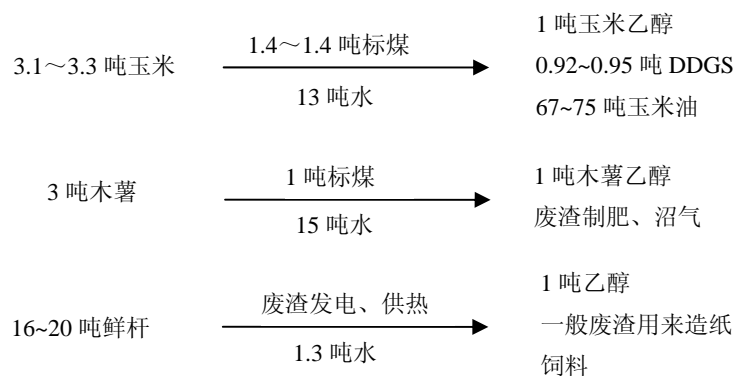 3.1～3.3 吨玉米
1.4～1.4 吨标煤
13 吨水
1 吨玉米乙醇
0.92~0.95 吨 DDGS
67~75 吨玉米油
3 吨木薯
1 吨标煤
15 吨水
1 吨木薯乙醇
废渣制肥、沼气
16~20 吨鲜杆
废渣发电、供热
1.3 吨水
1 吨乙醇
一般废渣用来造纸
饲料